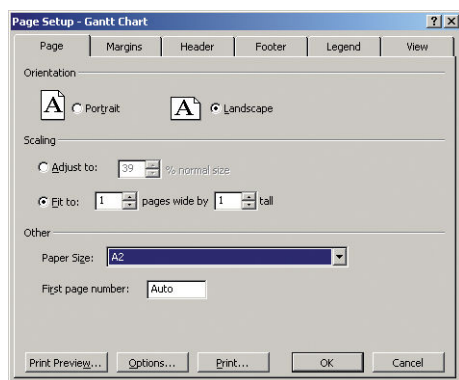 Page Setup - Gantt Chart ? X
Page Margins Header Footer Legend View
Orientation
A Portrait A Landscape
Scaling
Adjust to: 39 % normal size
Fit to: 1 pages wide by 1 tall
Other
Paper Size: A2
First page number: Auto
Print Preview... Options... Print... OK Cancel